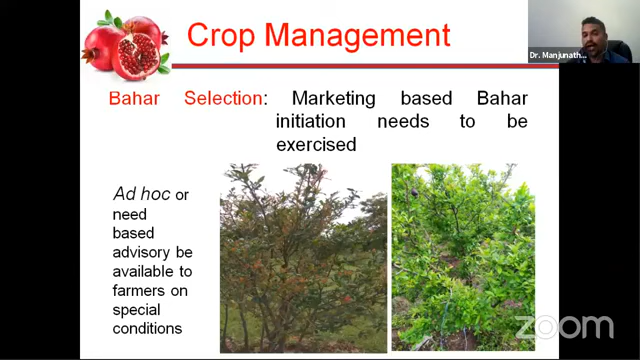 Crop Management
Dr. Manjunath...
Bahar Selection: Marketing based Bahar
initiation needs to be
exercised
Ad hoc or
need
based
advisory be
available to
farmers on
special
conditions
zoom